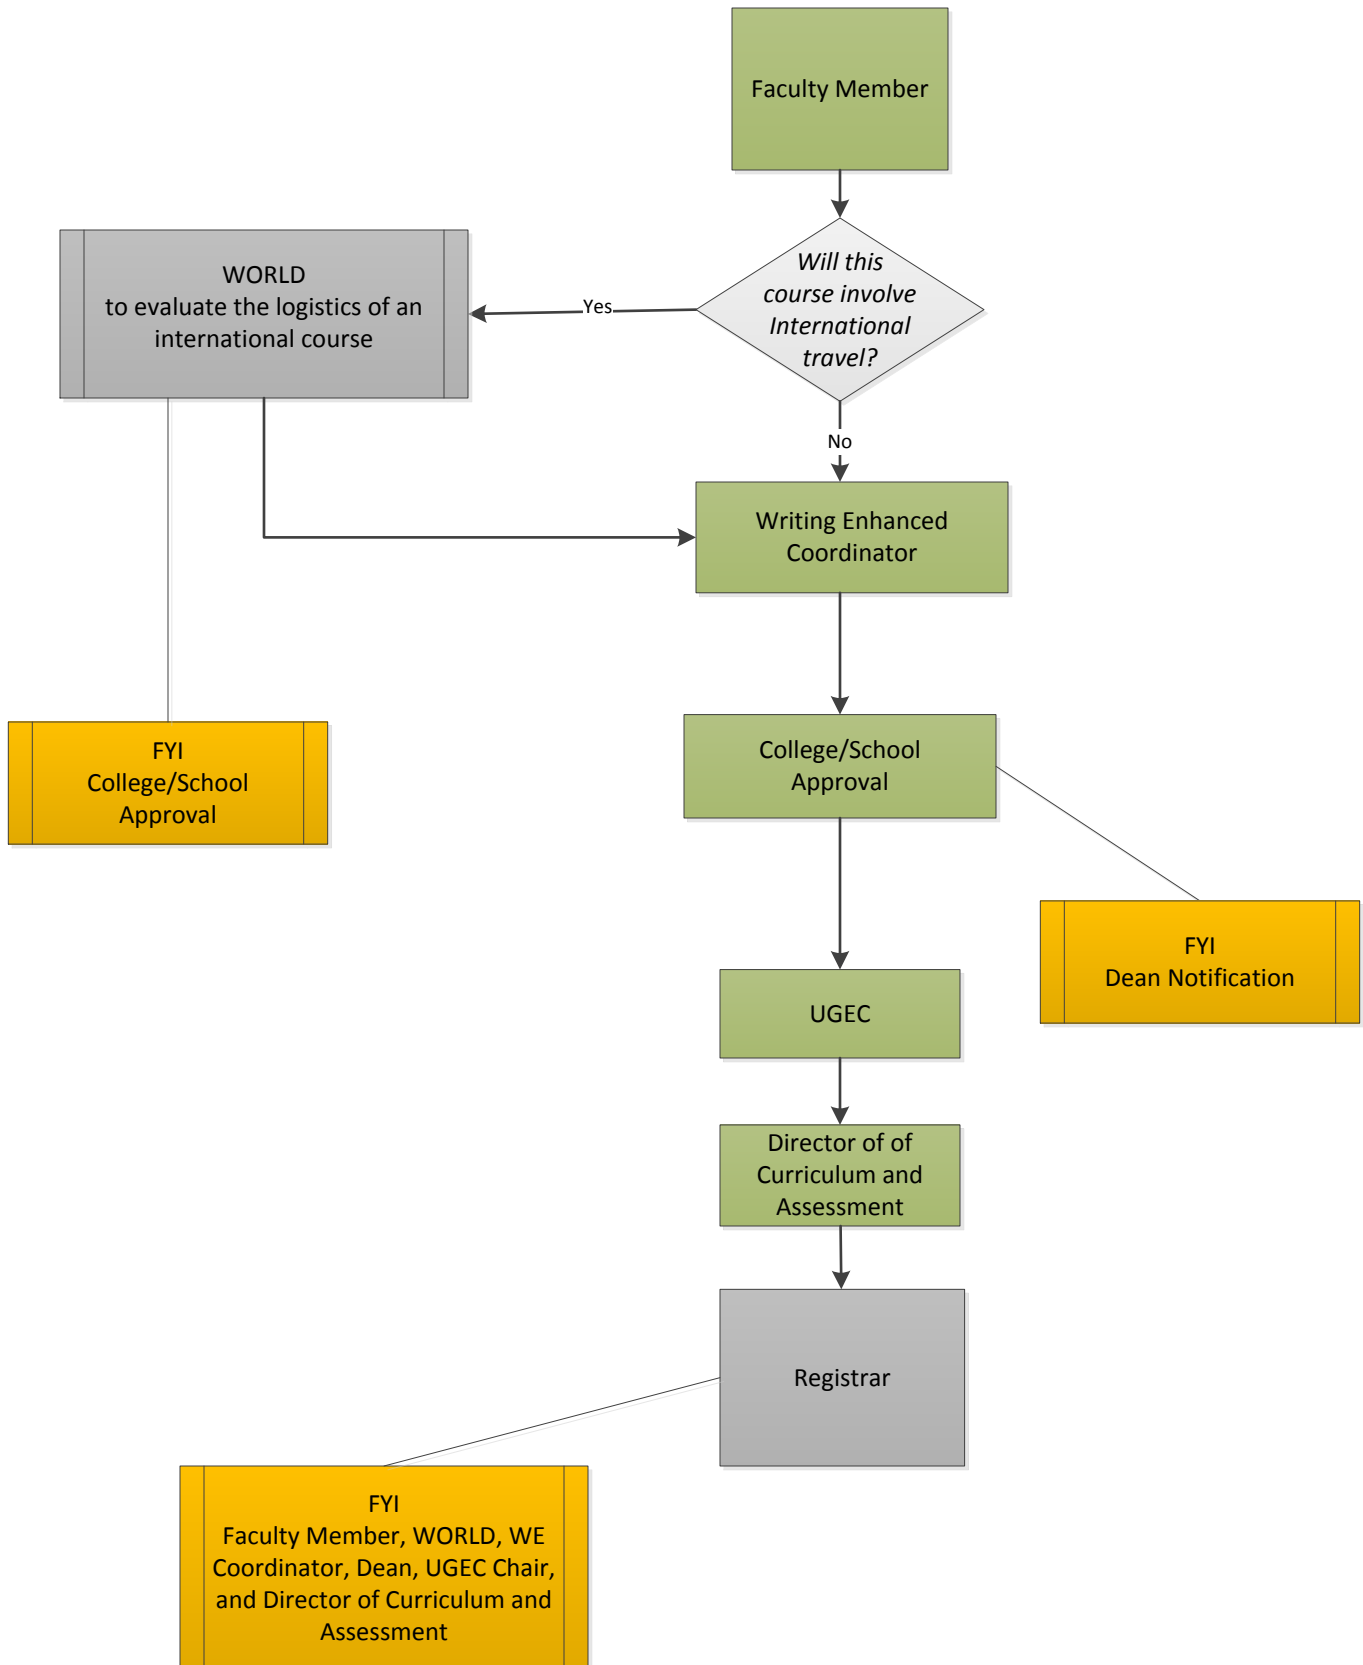 Faculty Member
Will this
course involve
International
travel?
WORLD
to evaluate the logistics of an
international course
Yes
No
Writing Enhanced
Coordinator
College/School
Approval
FYI
College/School
Approval
FYI
Dean Notification
UGEC
Director of of
Curriculum and
Assessment
Registrar
FYI
Faculty Member, WORLD, WE
Coordinator, Dean, UGEC Chair,
and Director of Curriculum and
Assessment